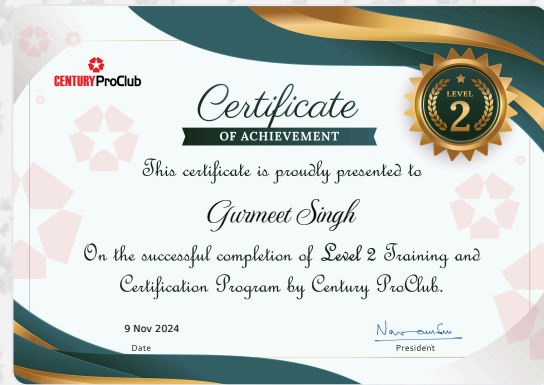 CENTURY ProClub
Certificate
OF ACHIEVEMENT
LEVEL
2
This certificate is proudly presented to
Gurmeet Singh
On the successful completion of Level 2 Training and
Certification Program by Century ProClub.
9 Nov 2024
Date
President